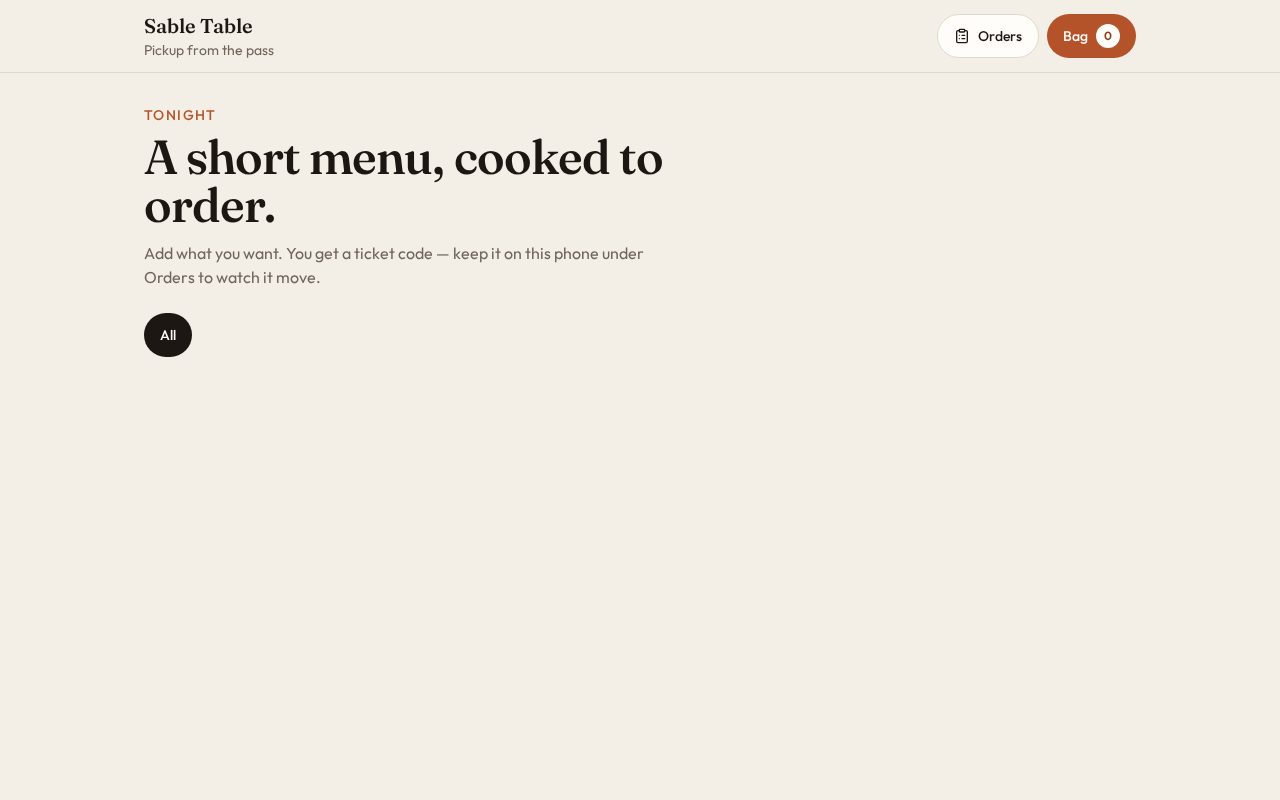 Sable Table
Pickup from the pass
Orders
Bag 0
TONIGHT
A short menu, cooked to
order.
Add what you want. You get a ticket code — keep it on this phone under
Orders to watch it move.
All